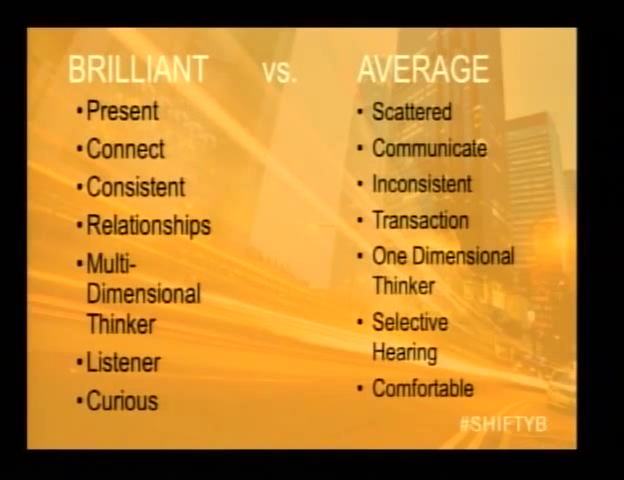 BRILLIANT vs. AVERAGE
•Present
•Connect
•Consistent
•Relationships
•Multi-
Dimensional
Thinker
•Listener
•Curious
• Scattered
• Communicate
• Inconsistent
• Transaction
• One Dimensional
Thinker
• Selective
Hearing
• Comfortable
#SHIFTYB